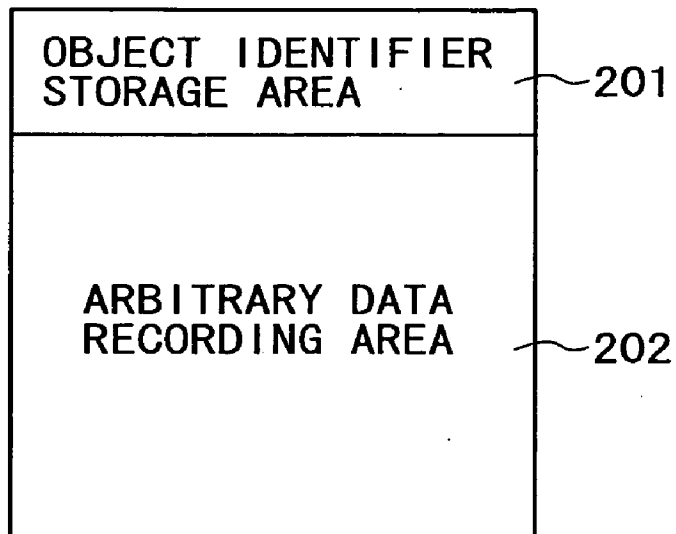 OBJECT IDENTIFIER
STORAGE AREA
201
ARBITRARY DATA
RECORDING AREA
202